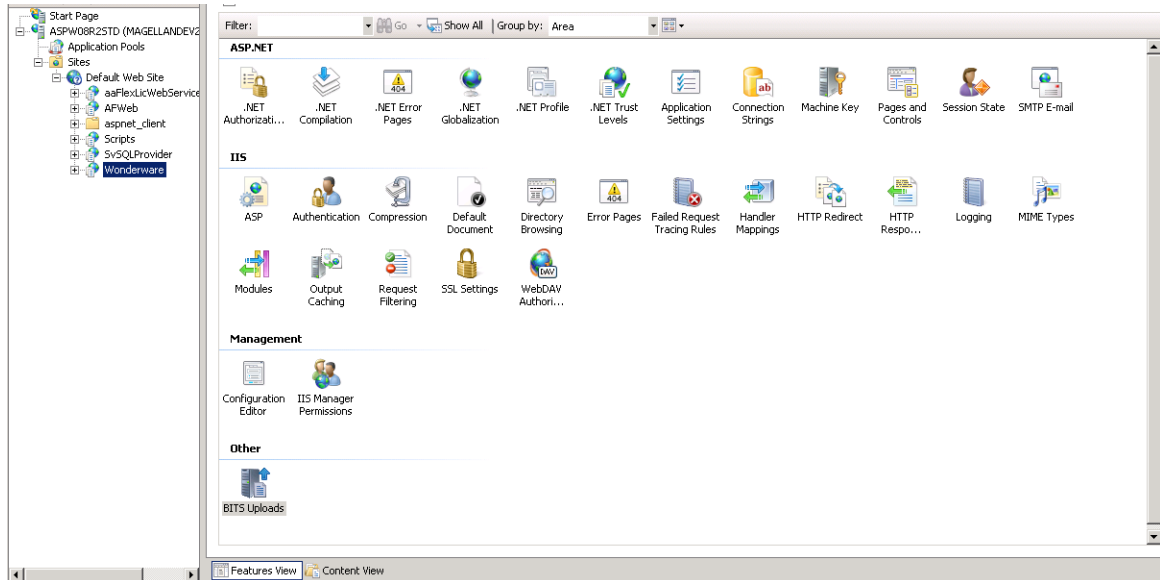 Start Page
ASPW08R2STD (MAGELLANDEV2
Application Pools
Sites
Default Web Site
aaFlexLicWebService
AFWeb
aspnet_client
Scripts
SvSQLProvider
Wonderware
Filter:
Go
Show All
Group by:
Area
ASP.NET
.NET Authorizati...
.NET Compilation
.NET Error Pages
.NET Globalization
.NET Profile
.NET Trust Levels
Application Settings
Connection Strings
Machine Key
Pages and Controls
Session State
SMTP E-mail
IIS
ASP
Authentication
Compression
Default Document
Directory Browsing
Error Pages
Failed Request Tracing Rules
Handler Mappings
HTTP Redirect
HTTP Respo...
Logging
MIME Types
Modules
Output Caching
Request Filtering
SSL Settings
WebDAV Authori...
Management
Configuration Editor
IIS Manager Permissions
Other
BITS Uploads
Features View
Content View